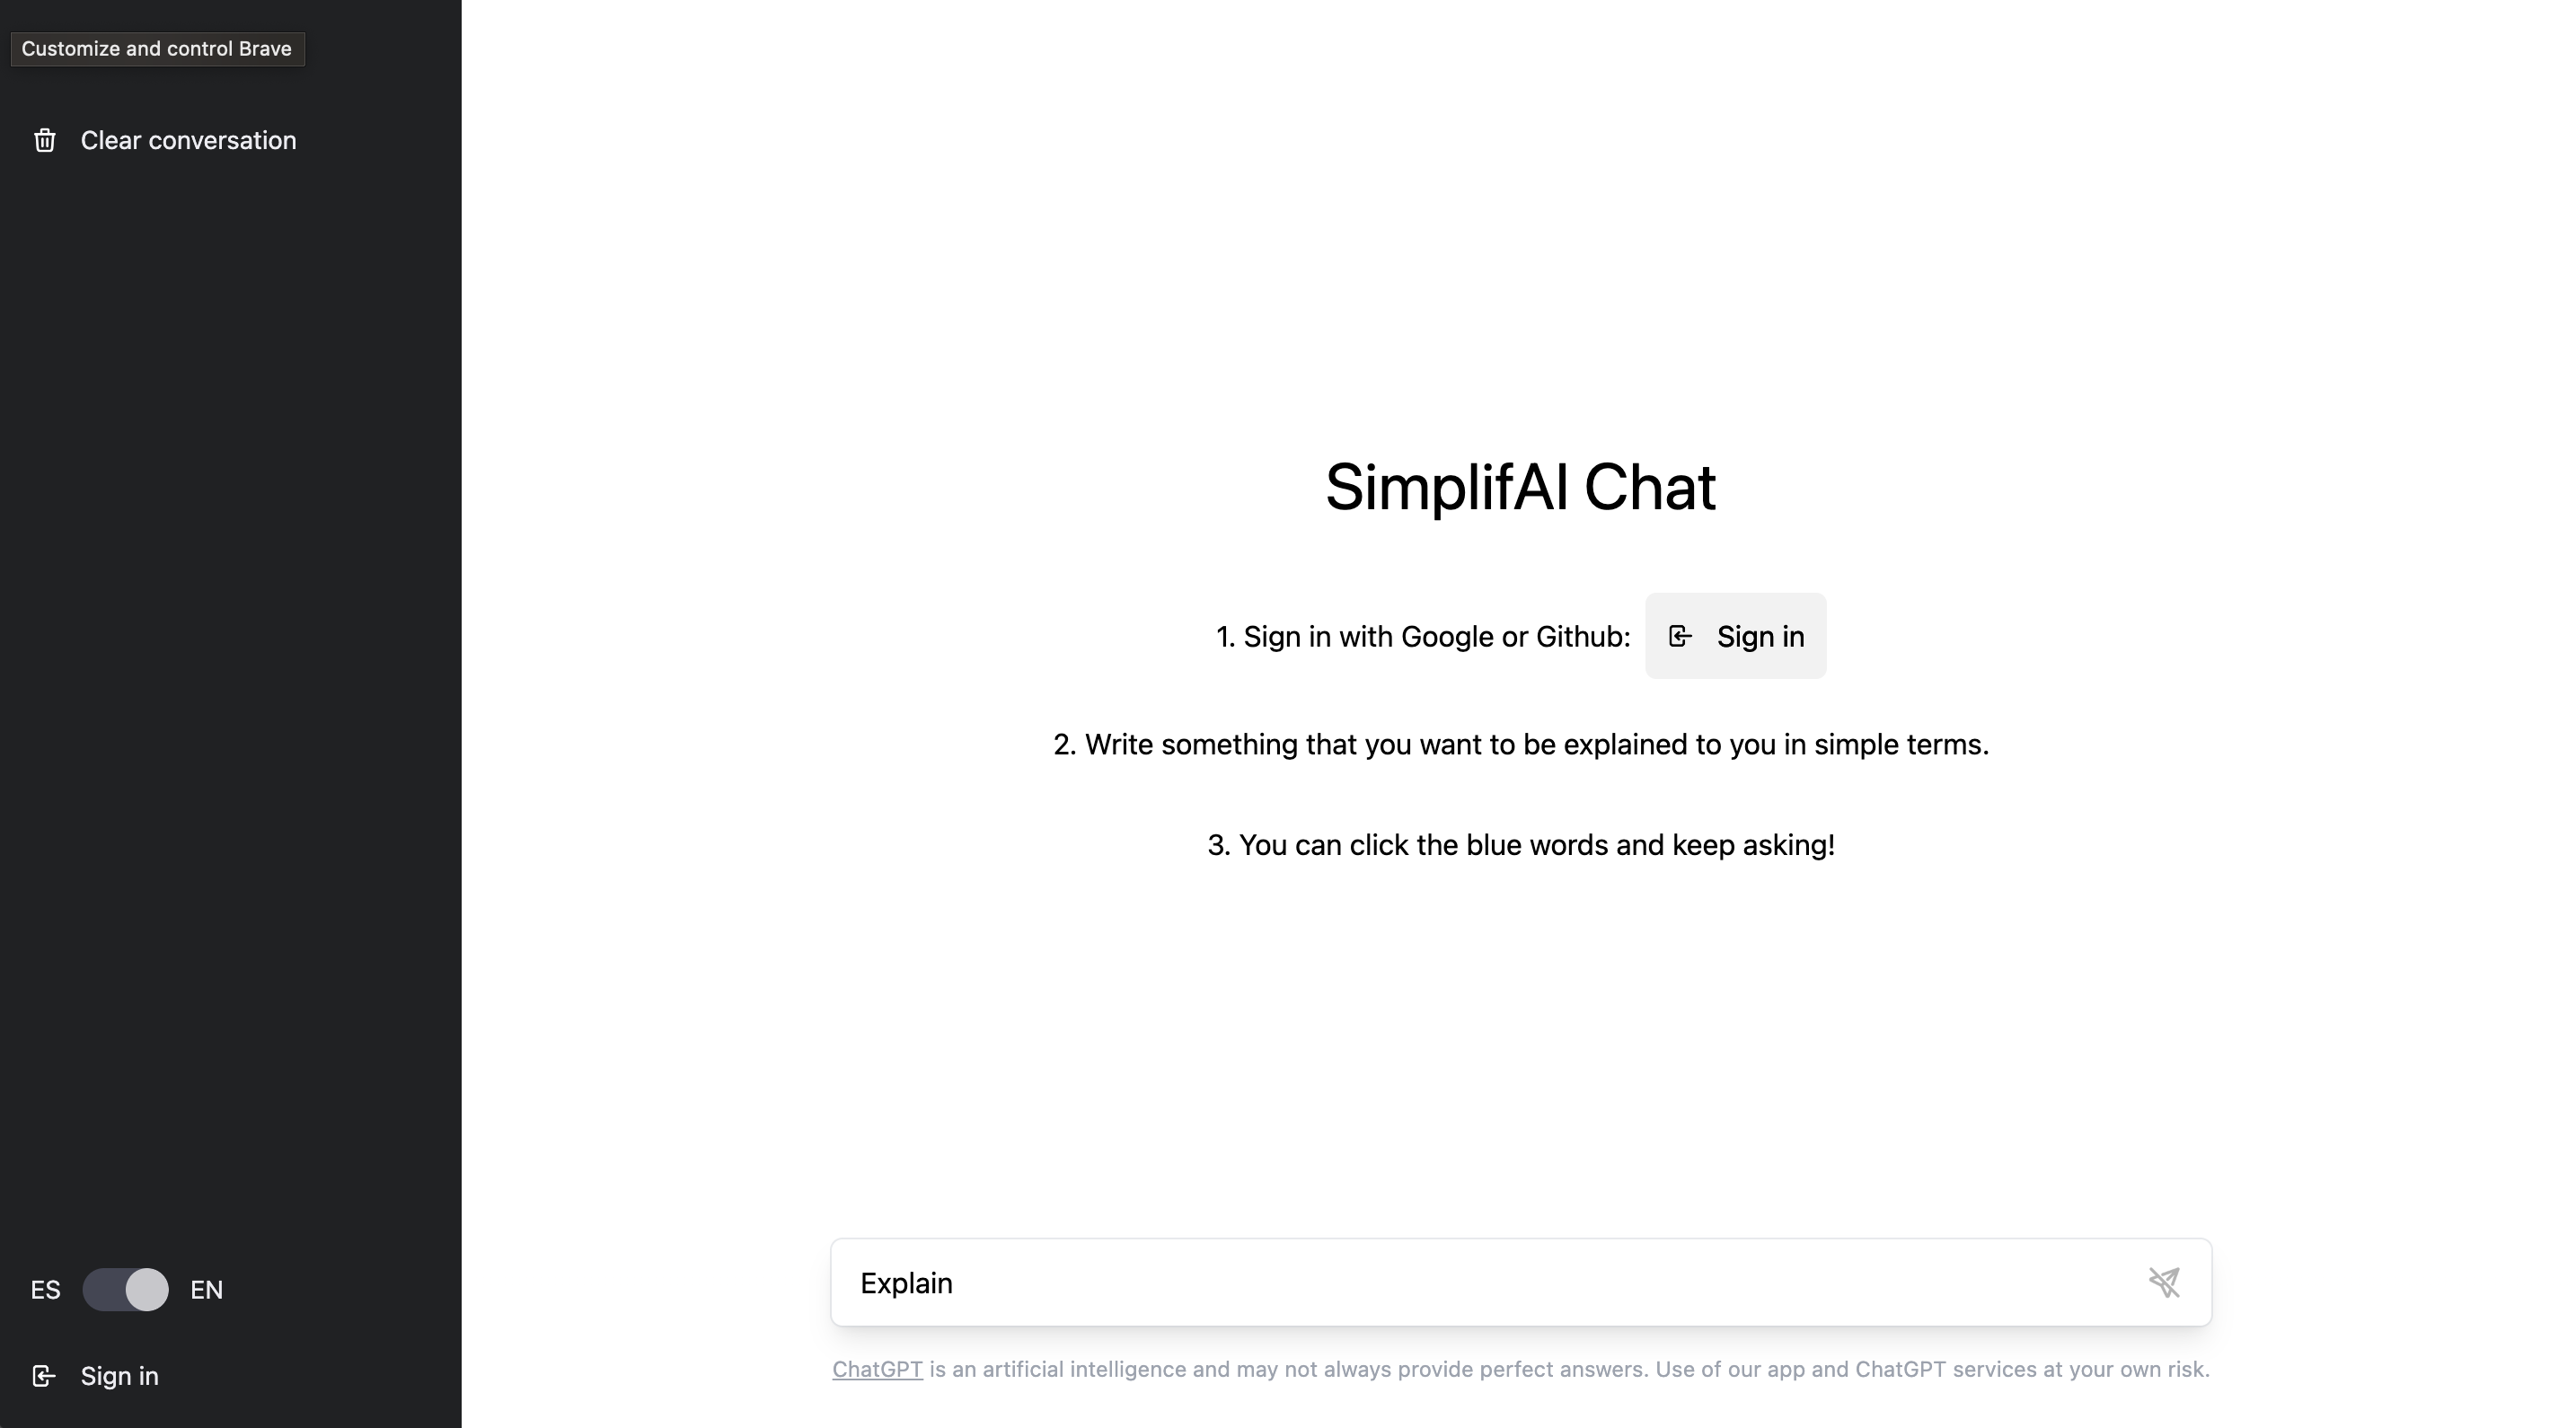 Customize and control Brave
Clear conversation
SimplifAI Chat
1. Sign in with Google or Github:
Sign in
2. Write something that you want to be explained to you in simple terms.
3. You can click the blue words and keep asking!
Explain
ES
EN
Sign in
ChatGPT is an artificial intelligence and may not always provide perfect answers. Use of our app and ChatGPT services at your own risk.